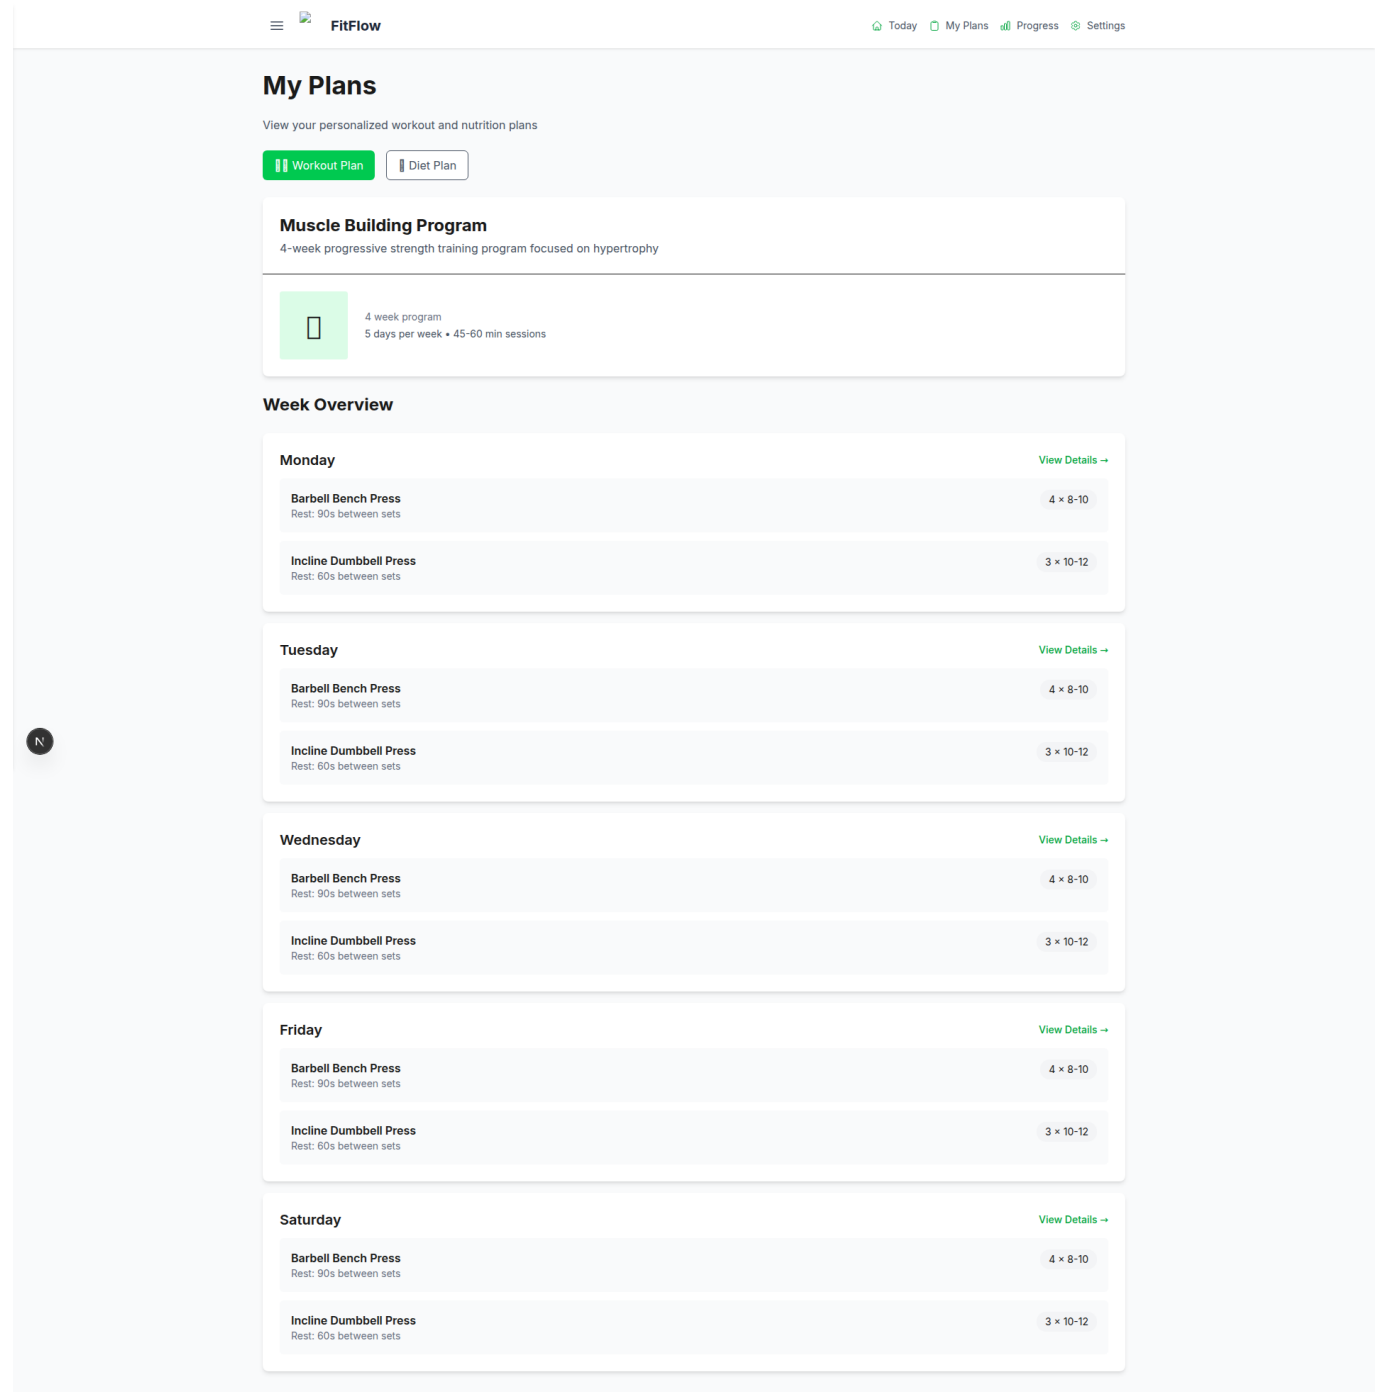 FitFlow
Today
My Plans
Progress
Settings
My Plans
View your personalized workout and nutrition plans
Workout Plan
Diet Plan
Muscle Building Program
4-week progressive strength training program focused on hypertrophy
4 week program
5 days per week • 45-60 min sessions
Week Overview
Monday
View Details →
Barbell Bench Press
4 × 8-10
Rest: 90s between sets
Incline Dumbbell Press
3 × 10-12
Rest: 60s between sets
Tuesday
View Details →
Barbell Bench Press
4 × 8-10
Rest: 90s between sets
Incline Dumbbell Press
3 × 10-12
Rest: 60s between sets
Wednesday
View Details →
Barbell Bench Press
4 × 8-10
Rest: 90s between sets
Incline Dumbbell Press
3 × 10-12
Rest: 60s between sets
Friday
View Details →
Barbell Bench Press
4 × 8-10
Rest: 90s between sets
Incline Dumbbell Press
3 × 10-12
Rest: 60s between sets
Saturday
View Details →
Barbell Bench Press
4 × 8-10
Rest: 90s between sets
Incline Dumbbell Press
3 × 10-12
Rest: 60s between sets
N